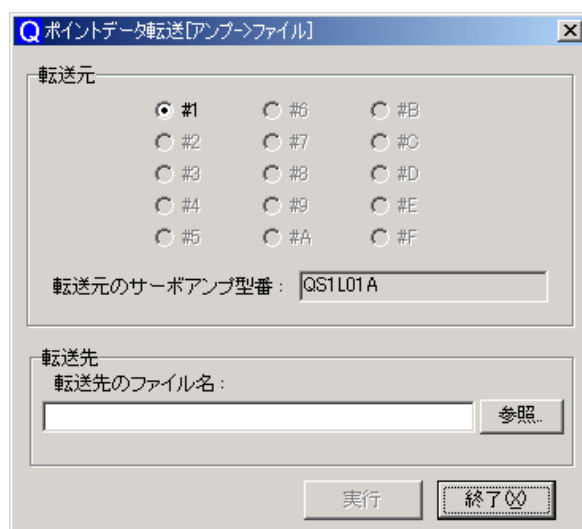 Q ポイントデータ転送[アンプ->ファイル]
転送元
#1 #6 #B
#2 #7 #C
#3 #8 #D
#4 #9 #E
#5 #A #F
転送元のサーボアンプ型番: QS1L01A
転送先
転送先のファイル名:
参照..
実行 終了(X)